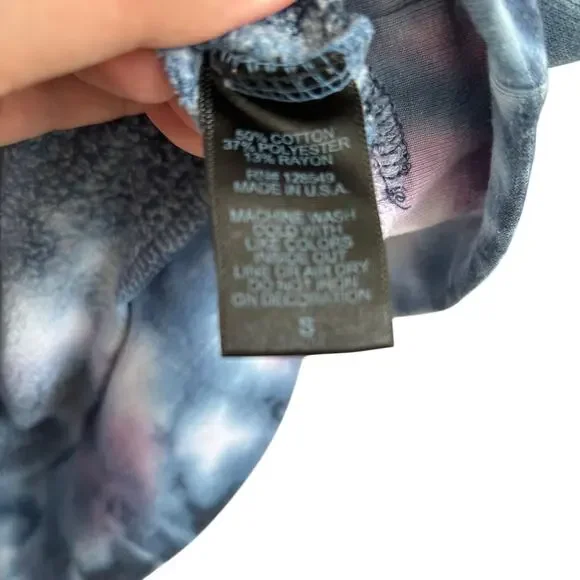 50% COTTON
37% POLYESTER
13% RAYON
RN# 128549
MADE IN U.S.A.
MACHINE WASH
COLD WITH
LIKE COLORS
INSIDE OUT
LINE OR AIR DRY
DO NOT IRON
ON DECORATION
S